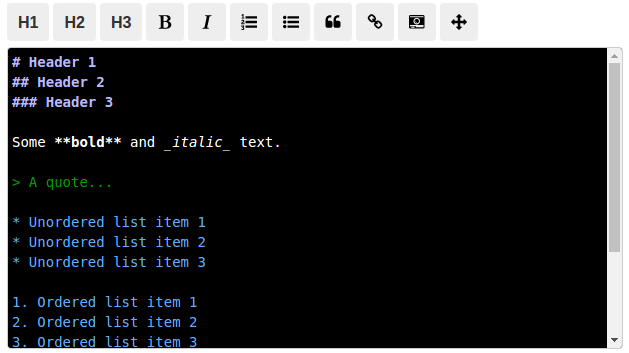 H1 H2 H3 B I
# Header 1
## Header 2
### Header 3
Some **bold** and _italic_ text.
> A quote...
* Unordered list item 1
* Unordered list item 2
* Unordered list item 3
1. Ordered list item 1
2. Ordered list item 2
3. Ordered list item 3